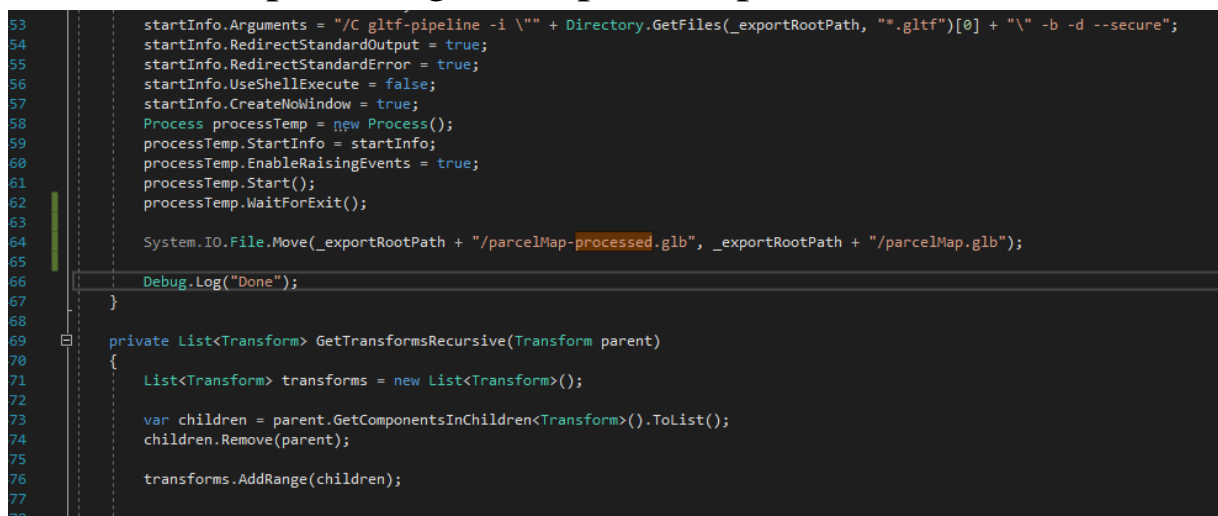 53 startInfo.Arguments = "/C gltf-pipeline -i \"" + Directory.GetFiles(_exportRootPath, "*.gltf")[0] + "\" -b -d --secure";
54 startInfo.RedirectStandardOutput = true;
55 startInfo.RedirectStandardError = true;
56 startInfo.UseShellExecute = false;
57 startInfo.CreateNoWindow = true;
58 Process processTemp = new Process();
59 processTemp.StartInfo = startInfo;
60 processTemp.EnableRaisingEvents = true;
61 processTemp.Start();
62 processTemp.WaitForExit();
63
64 System.IO.File.Move(_exportRootPath + "/parcelMap-processed.glb", _exportRootPath + "/parcelMap.glb");
65
66 Debug.Log("Done");
67 }
68
69 private List<Transform> GetTransformsRecursive(Transform parent)
70 {
71 List<Transform> transforms = new List<Transform>();
72
73 var children = parent.GetComponentsInChildren<Transform>().ToList();
74 children.Remove(parent);
75
76 transforms.AddRange(children);
77